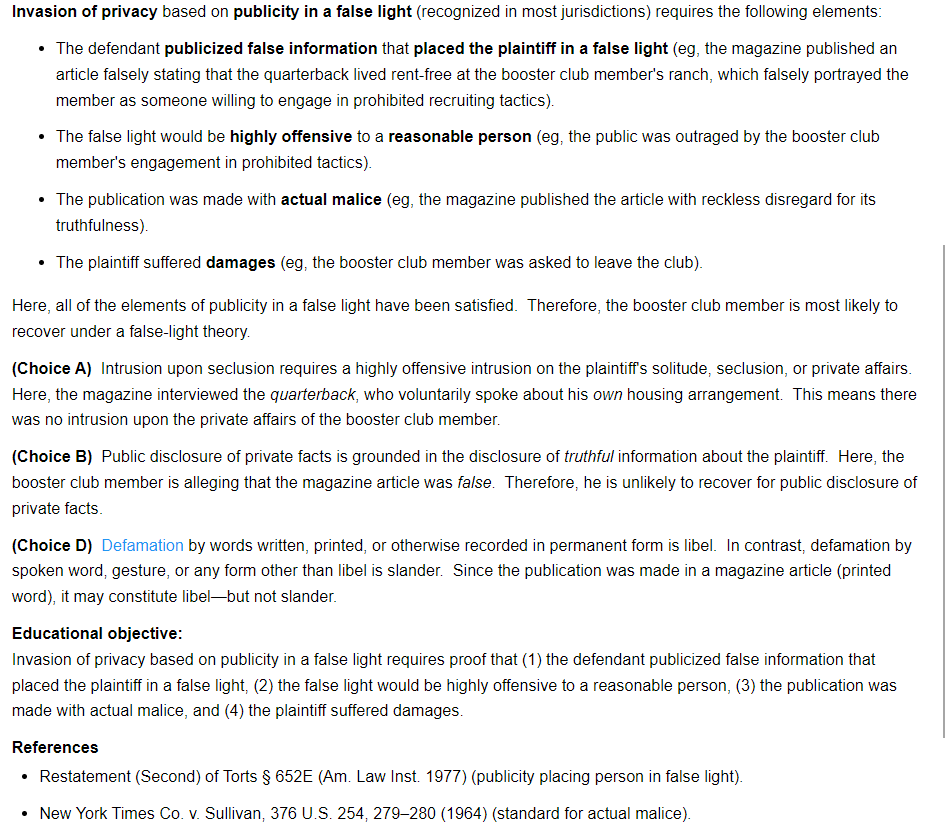 Invasion of privacy based on publicity in a false light (recognized in most jurisdictions) requires the following elements:
• The defendant publicized false information that placed the plaintiff in a false light (eg, the magazine published an
article falsely stating that the quarterback lived rent-free at the booster club member's ranch, which falsely portrayed the
member as someone willing to engage in prohibited recruiting tactics).
• The false light would be highly offensive to a reasonable person (eg, the public was outraged by the booster club
member's engagement in prohibited tactics).
• The publication was made with actual malice (eg, the magazine published the article with reckless disregard for its
truthfulness).
• The plaintiff suffered damages (eg, the booster club member was asked to leave the club).
Here, all of the elements of publicity in a false light have been satisfied.  Therefore, the booster club member is most likely to
recover under a false-light theory.
(Choice A)  Intrusion upon seclusion requires a highly offensive intrusion on the plaintiff's solitude, seclusion, or private affairs.
Here, the magazine interviewed the quarterback, who voluntarily spoke about his own housing arrangement.  This means there
was no intrusion upon the private affairs of the booster club member.
(Choice B)  Public disclosure of private facts is grounded in the disclosure of truthful information about the plaintiff.  Here, the
booster club member is alleging that the magazine article was false.  Therefore, he is unlikely to recover for public disclosure of
private facts.
(Choice D)  Defamation by words written, printed, or otherwise recorded in permanent form is libel.  In contrast, defamation by
spoken word, gesture, or any form other than libel is slander.  Since the publication was made in a magazine article (printed
word), it may constitute libel—but not slander.
Educational objective:
Invasion of privacy based on publicity in a false light requires proof that (1) the defendant publicized false information that
placed the plaintiff in a false light, (2) the false light would be highly offensive to a reasonable person, (3) the publication was
made with actual malice, and (4) the plaintiff suffered damages.
References
• Restatement (Second) of Torts § 652E (Am. Law Inst. 1977) (publicity placing person in false light).
• New York Times Co. v. Sullivan, 376 U.S. 254, 279–280 (1964) (standard for actual malice).